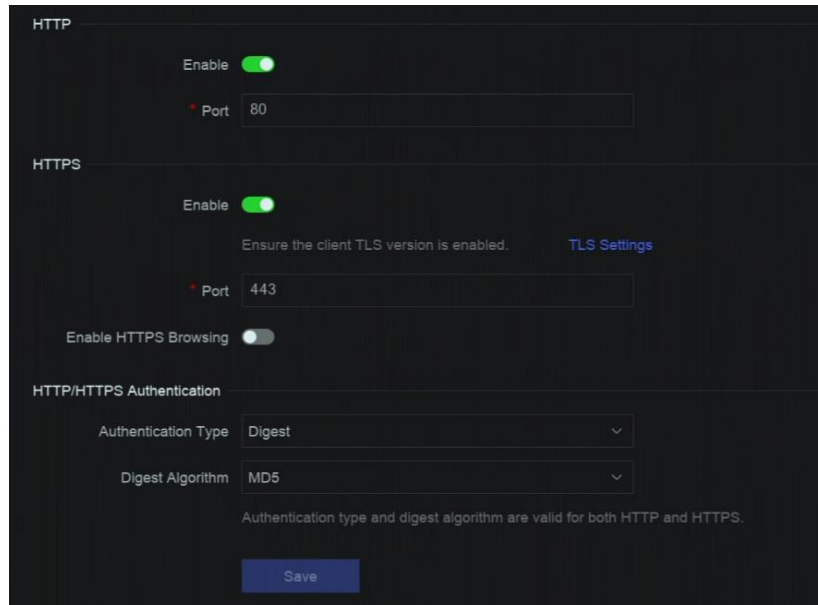 HTTP
Enable
* Port 80
HTTPS
Enable
Ensure the client TLS version is enabled. TLS Settings
* Port 443
Enable HTTPS Browsing
HTTP/HTTPS Authentication
Authentication Type Digest
Digest Algorithm MD5
Authentication type and digest algorithm are valid for both HTTP and HTTPS.
Save